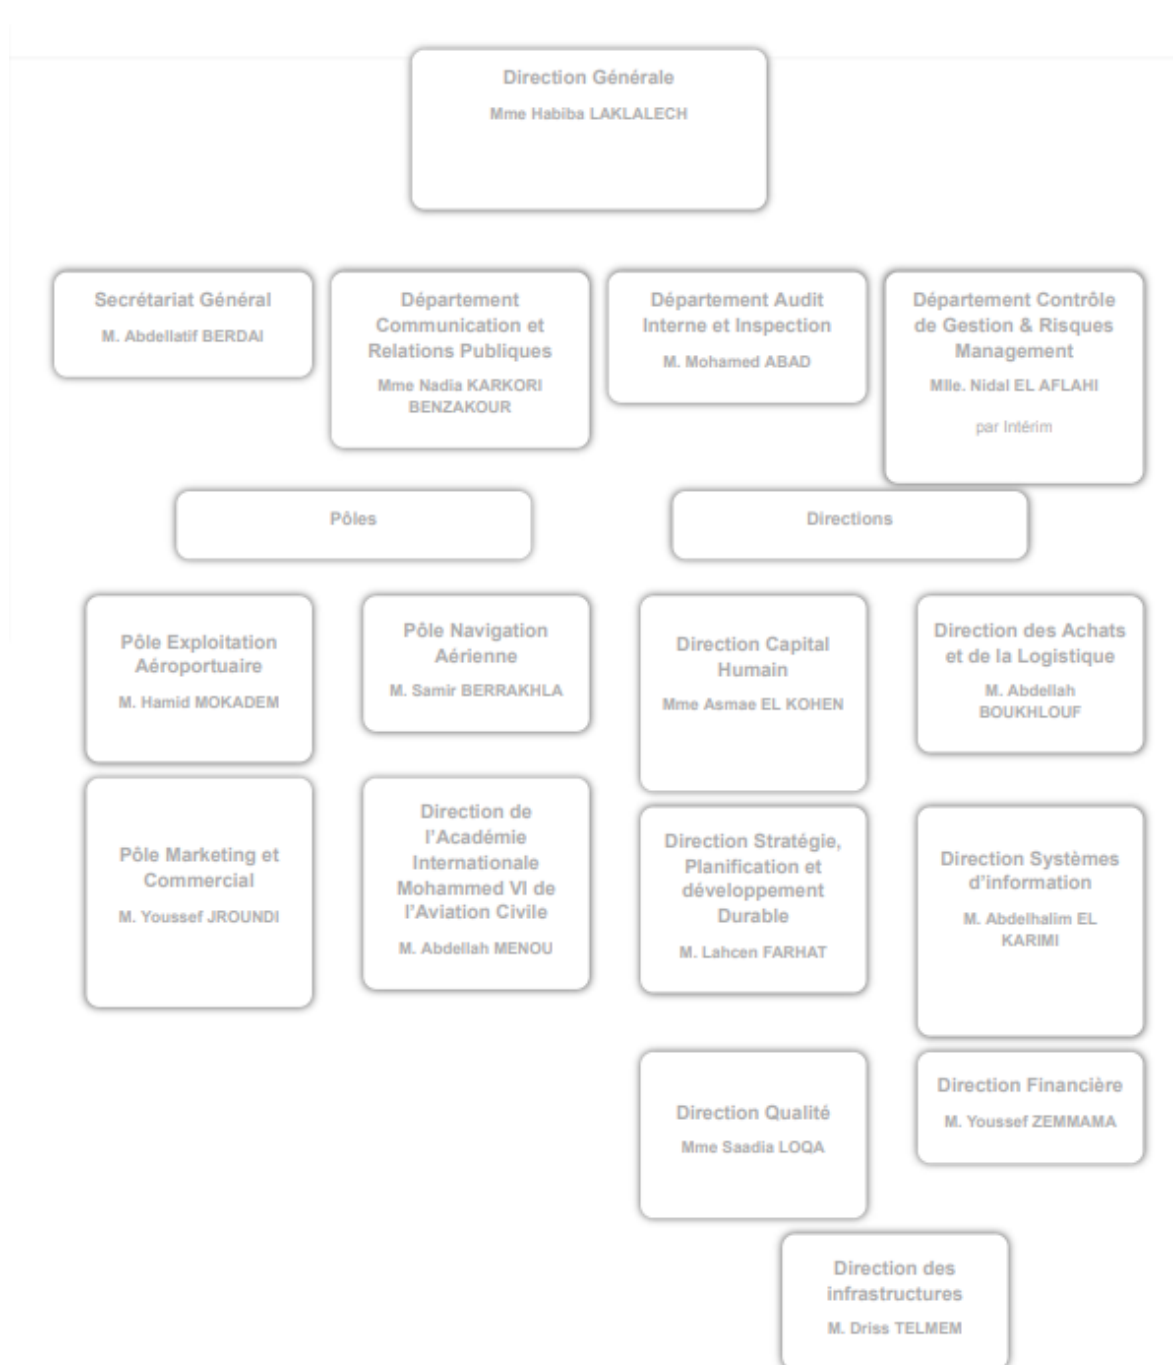 Direction Générale
Mme Habiba LAKLALECH
Secrétariat Général
M. Abdellatif BERDAI
Département
Communication et
Relations Publiques
Mme Nadia KARKORI
BENZAKOUR
Département Audit
Interne et Inspection
M. Mohamed ABAD
Département Contrôle
de Gestion & Risques
Management
Mlle. Nidal EL AFLAHI
par Intérim
Pôles
Directions
Pôle Exploitation
Aéroportuaire
M. Hamid MOKADEM
Pôle Navigation
Aérienne
M. Samir BERRAKHLA
Direction Capital
Humain
Mme Asmae EL KOHEN
Direction des Achats
et de la Logistique
M. Abdellah
BOUKHLOUF
Pôle Marketing et
Commercial
M. Youssef JROUNDI
Direction de
l'Académie
Internationale
Mohammed VI de
l'Aviation Civile
M. Abdellah MENOU
Direction Stratégie,
Planification et
développement
Durable
M. Lahcen FARHAT
Direction Systèmes
d'information
M. Abdelhalim EL
KARIMI
Direction Qualité
Mme Saadia LOQA
Direction Financière
M. Youssef ZEMMAMA
Direction des
infrastructures
M. Driss TELMEM